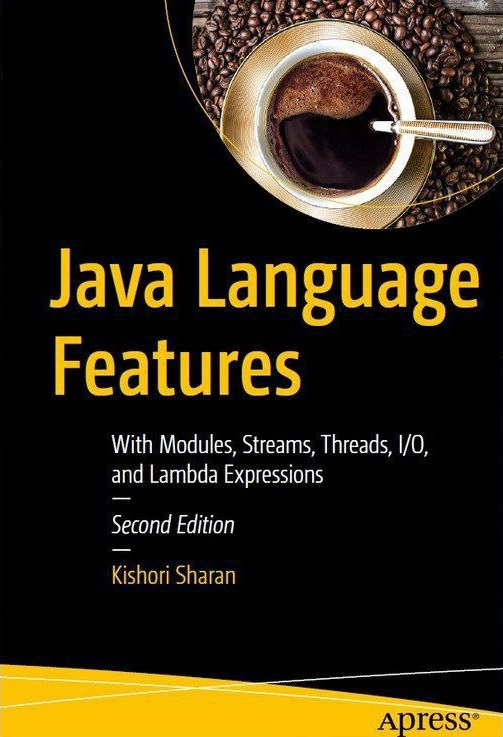 Java Language
Features
With Modules, Streams, Threads, I/O,
and Lambda Expressions
—
Second Edition
—
Kishori Sharan
Apress®